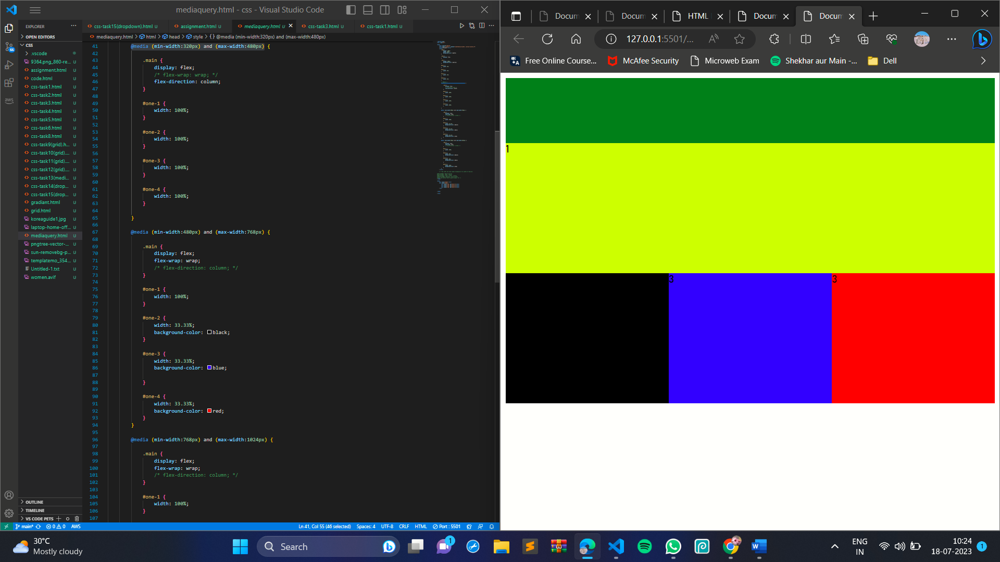 mediaquery.html - css - Visual Studio Code
EXPLORER
css-task15(dropdown).html U
assignment.html U
mediaquery.html U
css-task3.html U
css-task1.html U
mediaquery.html > html > head > style > { } @media (min-width:320px) and (max-width:480px)
OPEN EDITORS
CSS
.vscode
9364.png_860-re... U
assignment.html U
code.html U
css-task1.html U
css-task2.html U
css-task3.html U
css-task4.html U
css-task5.html U
css-task6.html U
css-task8.html U
css-task9(grid).h... U
css-task10(grid).... U
css-task11(grid).... U
css-task12(grid).... U
css-task13(medi... U
css-task14(drop... U
css-task15(drop... U
gradiant.html U
grid.html U
koreaguide1.jpg U
laptop-home-off... U
mediaquery.html U
pngtree-vector-... U
sun-removebg-p... U
templatemo_354... U
Untitled-1.txt U
women.avif U
66
aws
OUTLINE
TIMELINE
VS CODE PETS
41 @media (min-width:320px) and (max-width:480px) {
42
43 .main {
44 display: flex;
45 /* flex-wrap: wrap; */
46 flex-direction: column;
47 }
48
49 #one-1 {
50 width: 100%;
51 }
52
53 #one-2 {
54 width: 100%;
55 }
56
57 #one-3 {
58 width: 100%;
59 }
60
61 #one-4 {
62 width: 100%;
63 }
64
65 }
66
67 @media (min-width:480px) and (max-width:768px) {
68
69 .main {
70 display: flex;
71 flex-wrap: wrap;
72 /* flex-direction: column; */
73 }
74
75 #one-1 {
76 width: 100%;
77 }
78
79 #one-2 {
80 width: 33.33%;
81 background-color: black;
82 }
83
84 #one-3 {
85 width: 33.33%;
86 background-color: blue;
87
88 }
89
90 #one-4 {
91 width: 33.33%;
92 background-color: red;
93 }
94 }
95
96 @media (min-width:768px) and (max-width:1024px) {
97
98 .main {
99 display: flex;
100 flex-wrap: wrap;
101 /* flex-direction: column; */
102 }
103
104 #one-1 {
105 width: 100%;
106 }
107
main* 0 0 AWS
Ln 41, Col 55 (46 selected) Spaces: 4 UTF-8 CRLF HTML Port : 5501
Docum
Docum
HTML
Docum
Docum
127.0.0.1:5501/...
Free Online Course...
McAfee Security
Microweb Exam
Shekhar aur Main -...
Dell
1
3
3
30°C
Mostly cloudy
Search
1
ENG
IN
10:24
18-07-2023
1